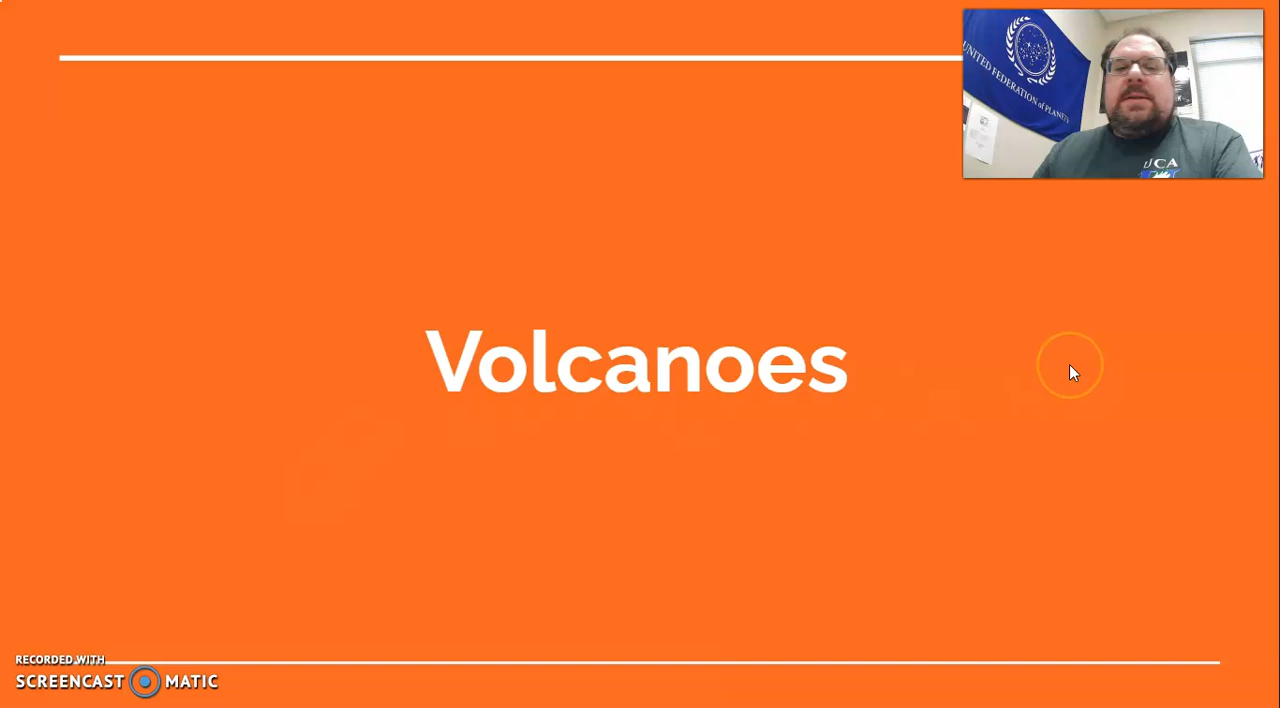 UNITED FEDERATION of PLANETS
UCA
Volcanoes
RECORDED WITH
SCREENCAST MATIC